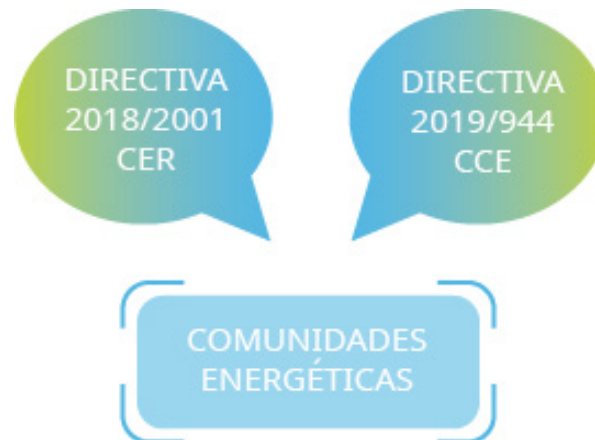 DIRECTIVA
2018/2001
CER
DIRECTIVA
2019/944
CCE
COMUNIDADES
ENERGÉTICAS